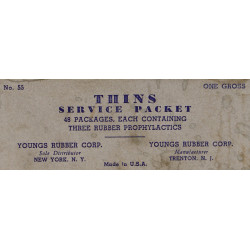 No. 55 ONE GROSS
THINS
SERVICE PACKET
48 PACKAGES, EACH CONTAINING
THREE RUBBER PROPHYLACTICS
YOUNGS RUBBER CORP. YOUNGS RUBBER CORP.
Sole Distributor Manufacturer
NEW YORK, N. Y. TRENTON, N. J.
Made in U.S.A.